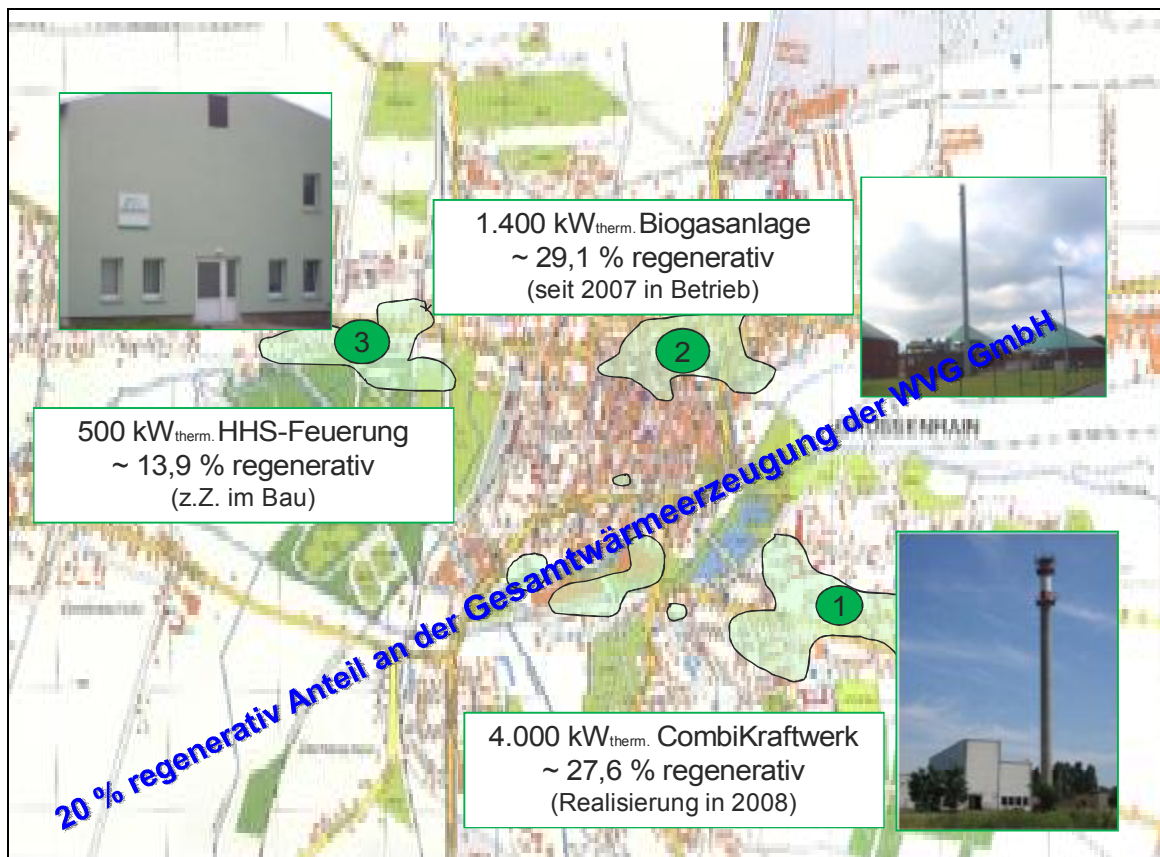 1.400 kWtherm. Biogasanlage
~ 29,1 % regenerativ
(seit 2007 in Betrieb)
3
2
500 kWtherm. HHS-Feuerung
~ 13,9 % regenerativ
(z.Z. im Bau)
20 % regenerativ Anteil an der Gesamtwärmeerzeugung der WVG GmbH
1
4.000 kWtherm. CombiKraftwerk
~ 27,6 % regenerativ
(Realisierung in 2008)